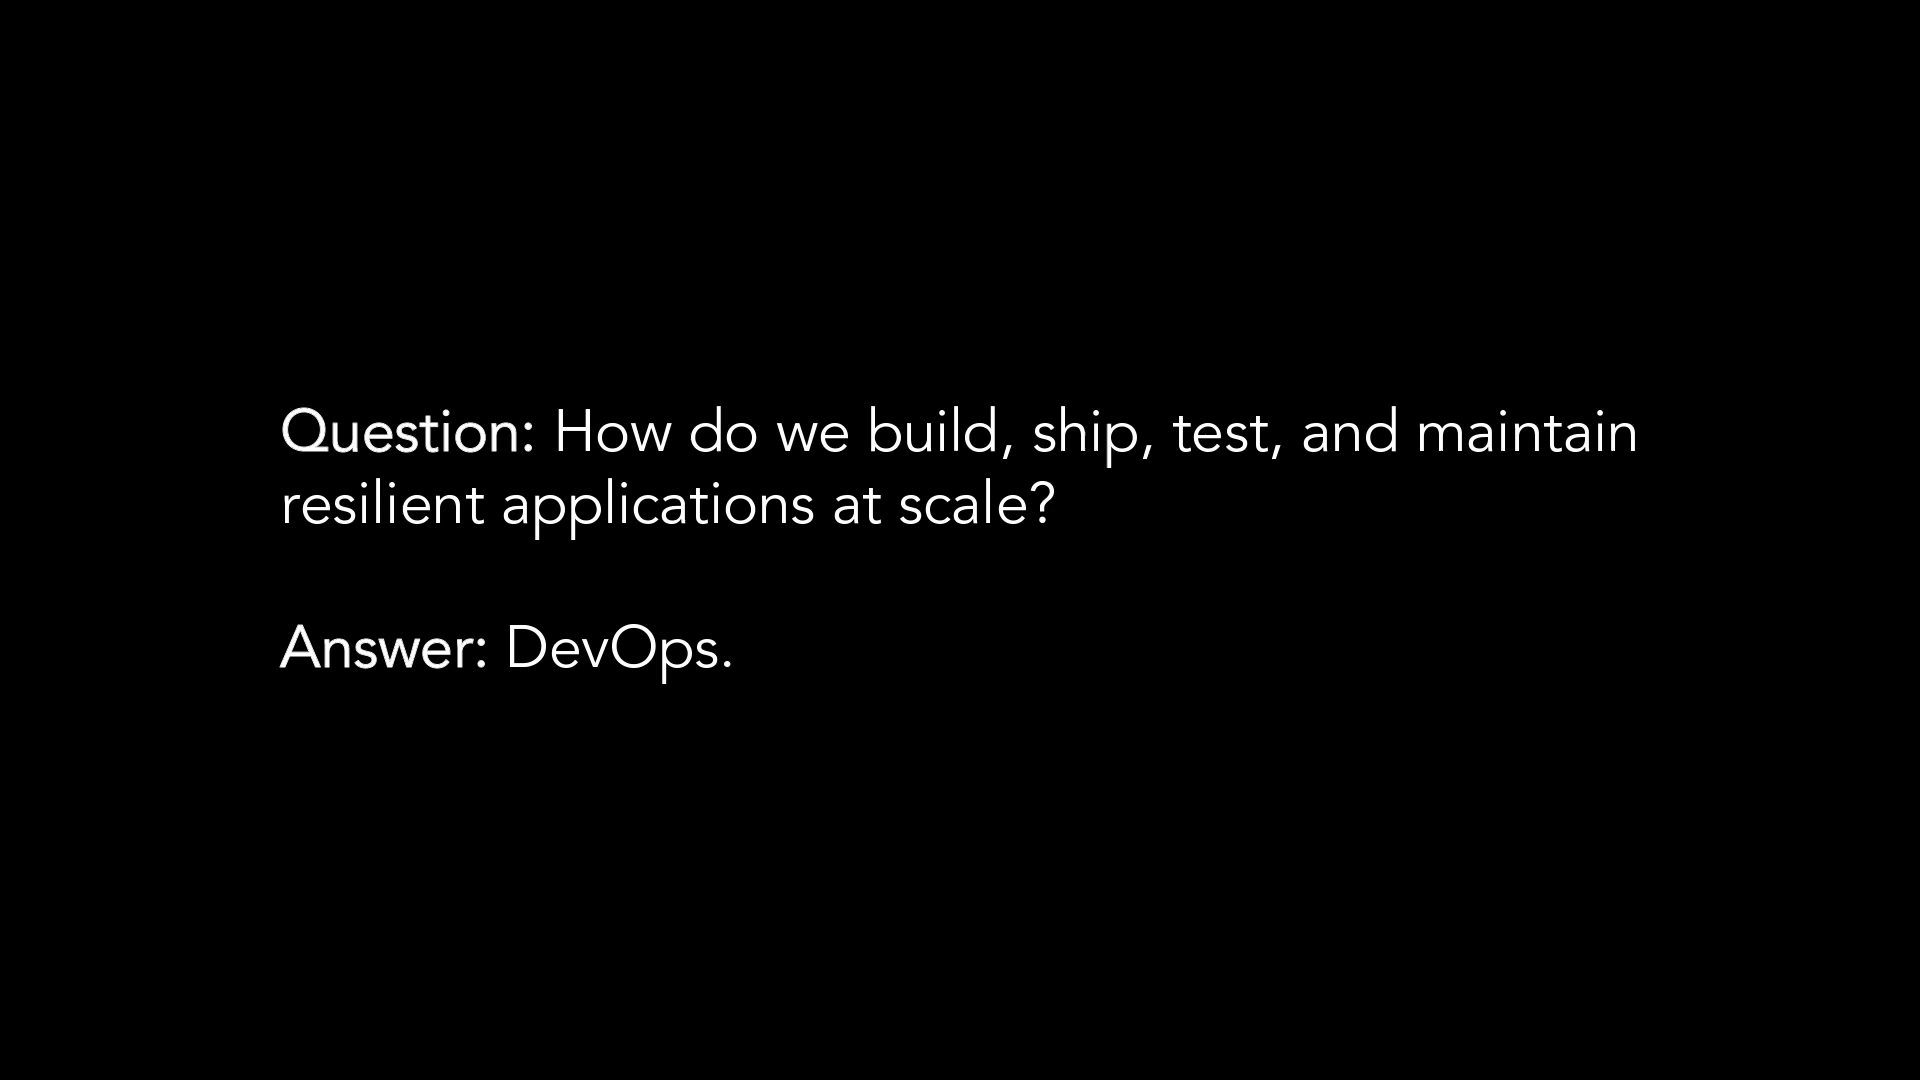 Question: How do we build, ship, test, and maintain
resilient applications at scale?
Answer: DevOps.